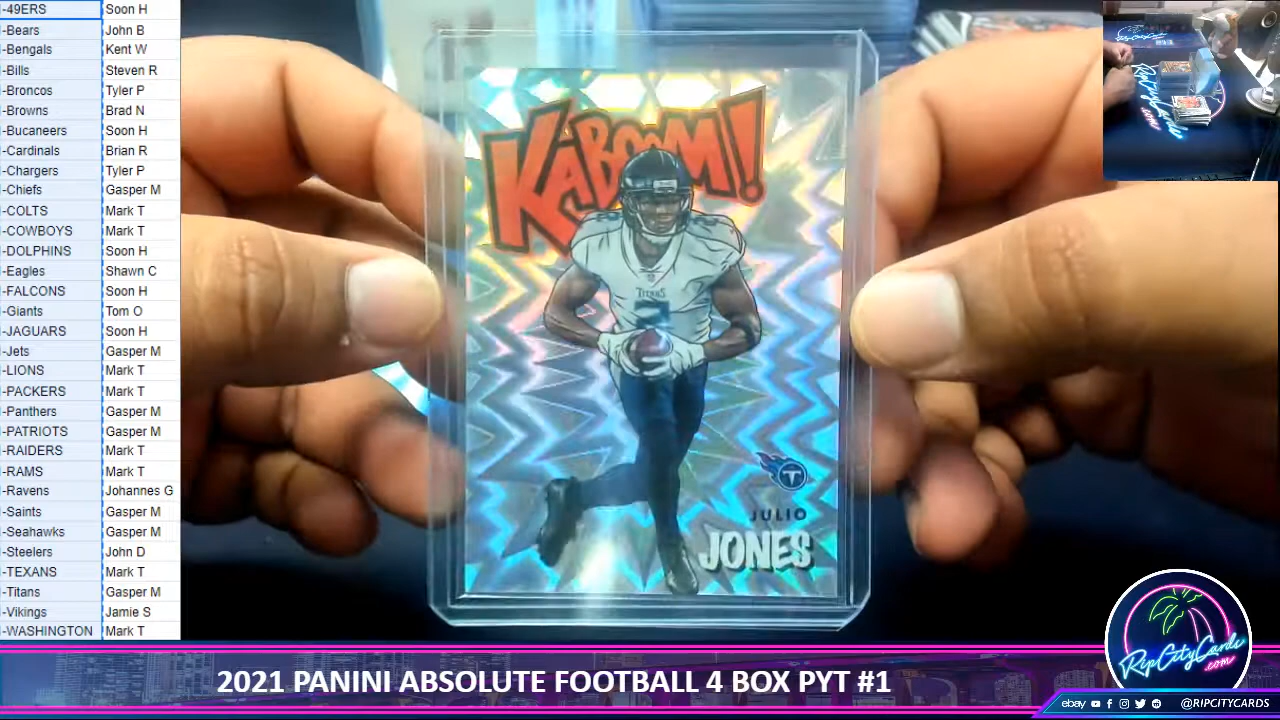 -49ERS Soon H
-Bears John B
-Bengals Kent W
-Bills Steven R
-Broncos Tyler P
-Browns Brad N
-Bucaneers Soon H
-Cardinals Brian R
-Chargers Tyler P
-Chiefs Gasper M
-COLTS Mark T
-COWBOYS Mark T
-DOLPHINS Soon H
-Eagles Shawn C
-FALCONS Soon H
-Giants Tom O
-JAGUARS Soon H
-Jets Gasper M
-LIONS Mark T
-PACKERS Mark T
-Panthers Gasper M
-PATRIOTS Gasper M
-RAIDERS Mark T
-RAMS Mark T
-Ravens Johannes G
-Saints Gasper M
-Seahawks Gasper M
-Steelers John D
-TEXANS Mark T
-Titans Gasper M
-Vikings Jamie S
-WASHINGTON Mark T
KABOOM!
TITANS
T
JULIO
JONES
RipCityCards
.com
2021 PANINI ABSOLUTE FOOTBALL 4 BOX PYT #1
ebay @RIPCITYCARDS